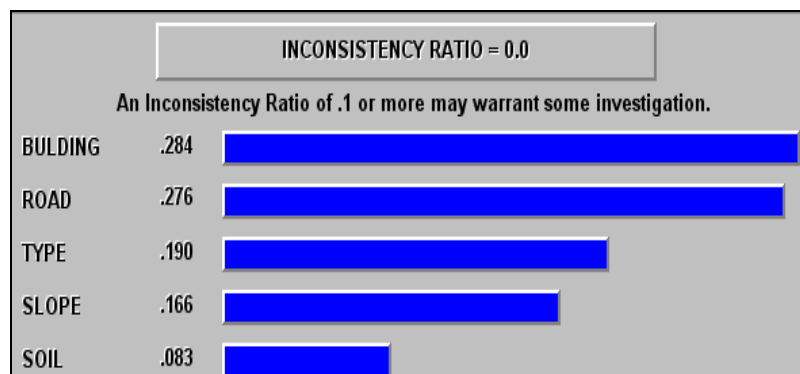 INCONSISTENCY RATIO = 0.0
An Inconsistency Ratio of .1 or more may warrant some investigation.
BULDING .284
ROAD .276
TYPE .190
SLOPE .166
SOIL .083